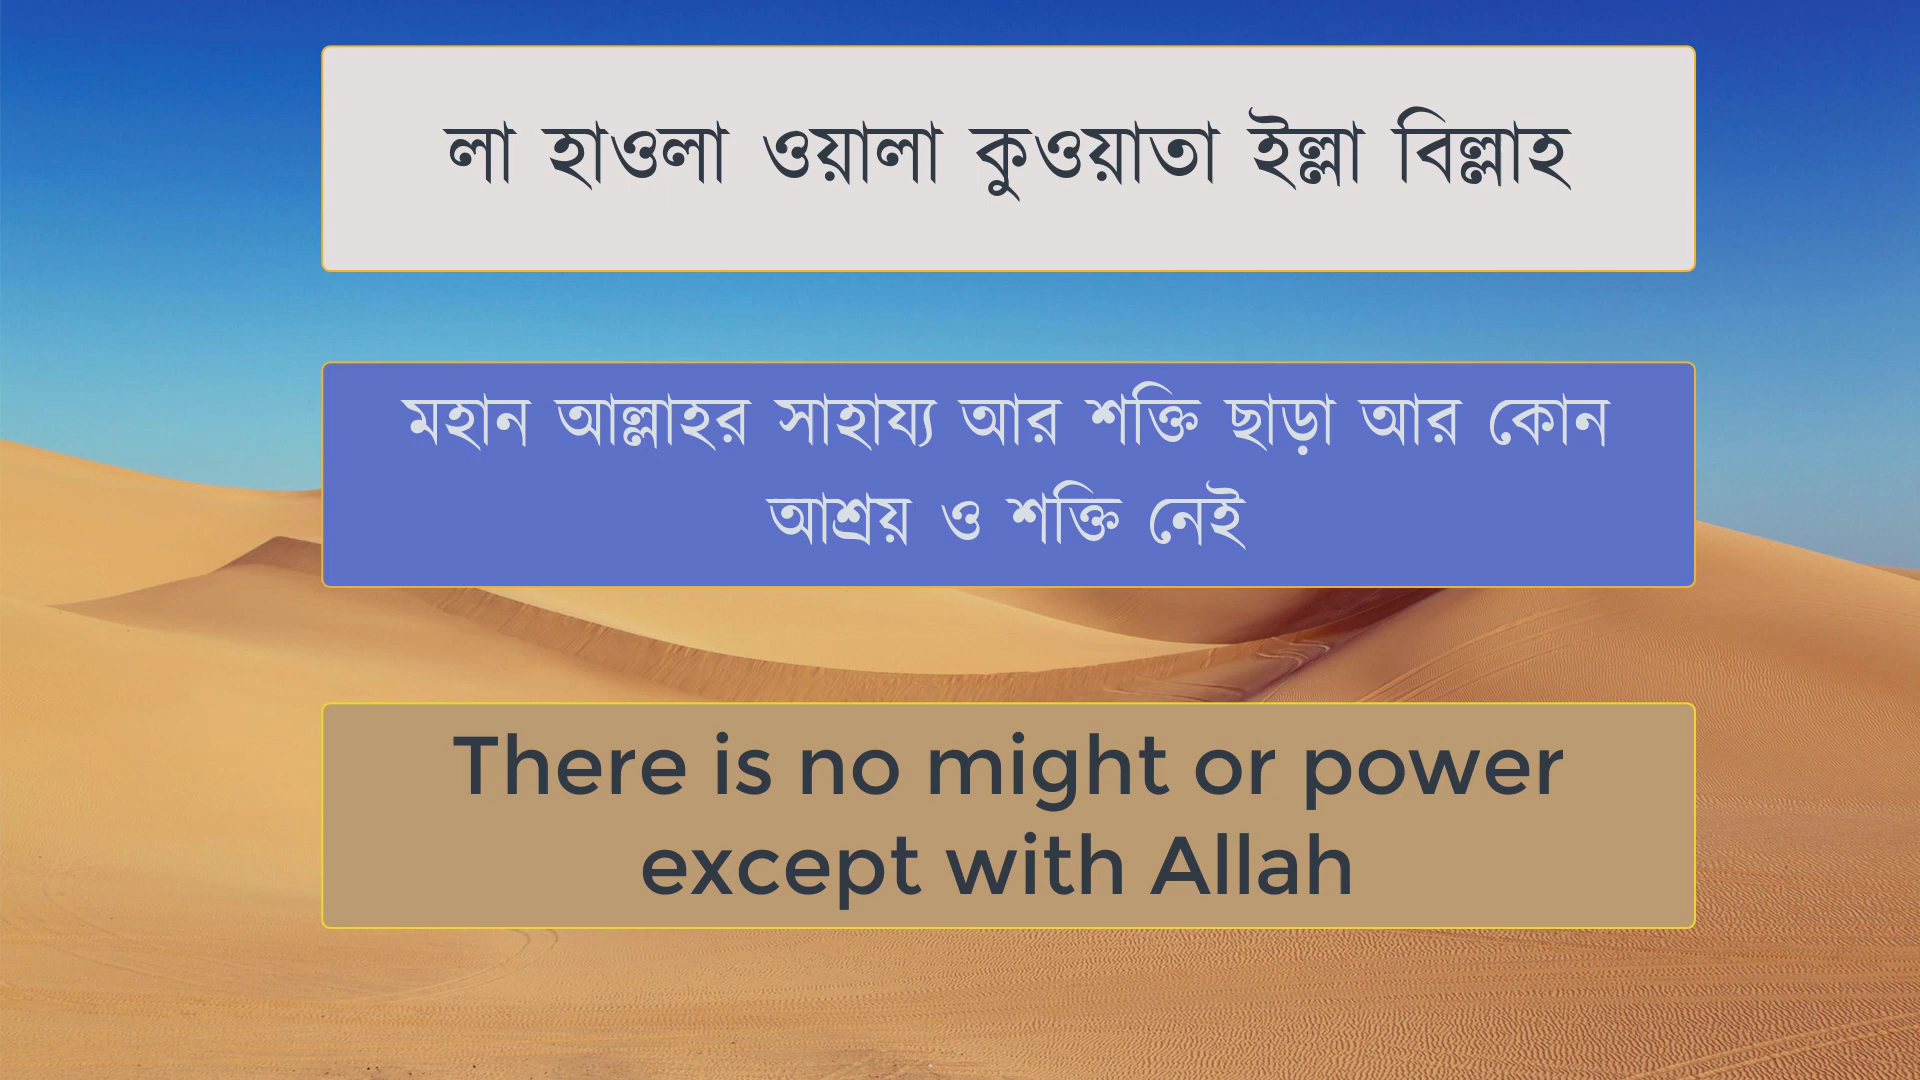 লা হাওলা ওয়ালা কুওয়াতা ইল্লা বিল্লাহ
মহান আল্লাহর সাহায্য আর শক্তি ছাড়া আর কোন
আশ্রয় ও শক্তি নেই
There is no might or power
except with Allah